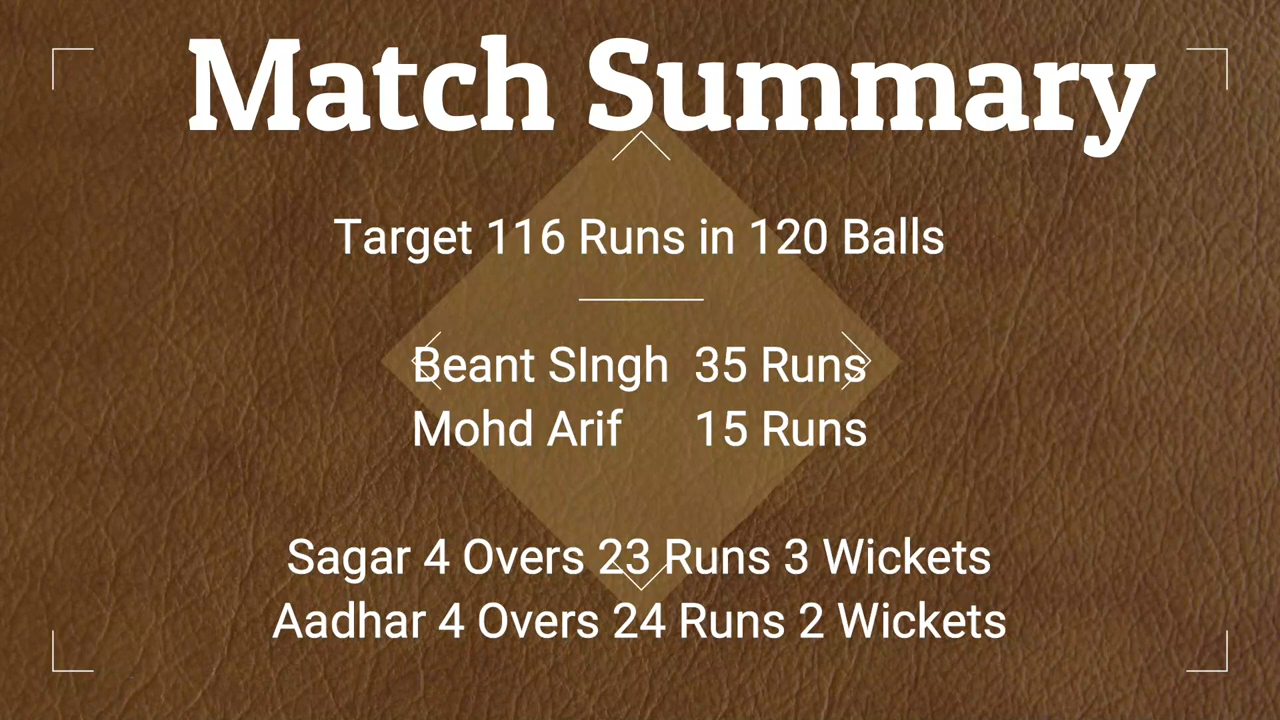 Match Summary
Target 116 Runs in 120 Balls
Beant SIngh 35 Runs
Mohd Arif 15 Runs
Sagar 4 Overs 23 Runs 3 Wickets
Aadhar 4 Overs 24 Runs 2 Wickets